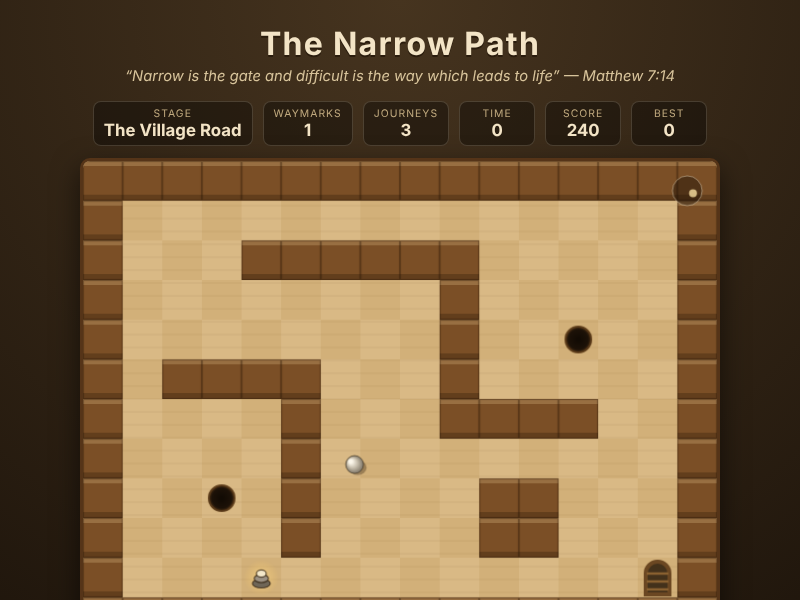 The Narrow Path
“Narrow is the gate and difficult is the way which leads to life” — Matthew 7:14
STAGE
The Village Road
WAYMARKS
1
JOURNEYS
3
TIME
0
SCORE
240
BEST
0